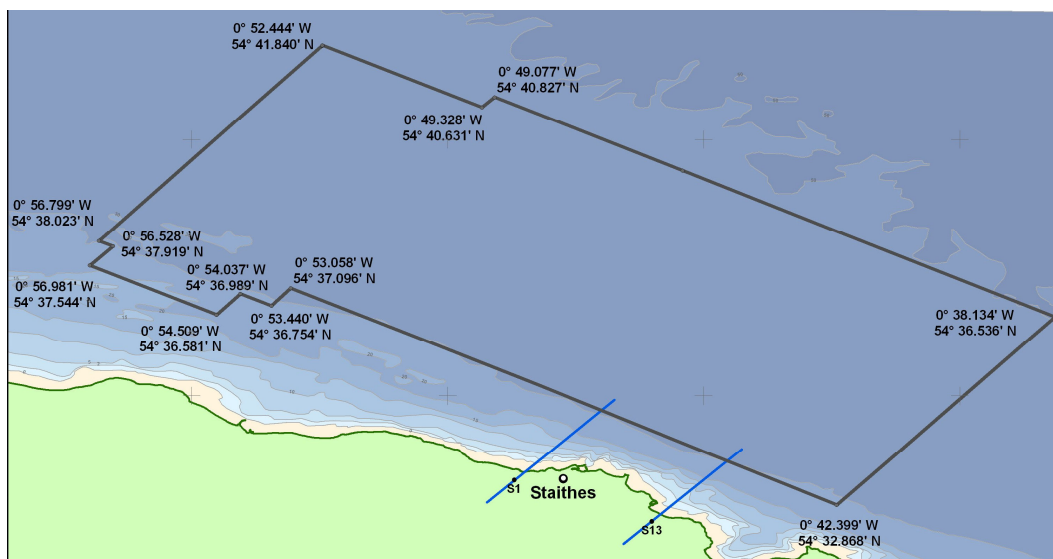 0° 52.444' W
54° 41.840' N
0° 49.077' W
54° 40.827' N
0° 49.328' W
54° 40.631' N
0° 56.799' W
54° 38.023' N
0° 56.528' W
54° 37.919' N
0° 54.037' W
54° 36.989' N
0° 53.058' W
54° 37.096' N
0° 56.981' W
54° 37.544' N
0° 54.509' W
54° 36.581' N
0° 53.440' W
54° 36.754' N
0° 38.134' W
54° 36.536' N
S1
Staithes
S13
0° 42.399' W
54° 32.868' N